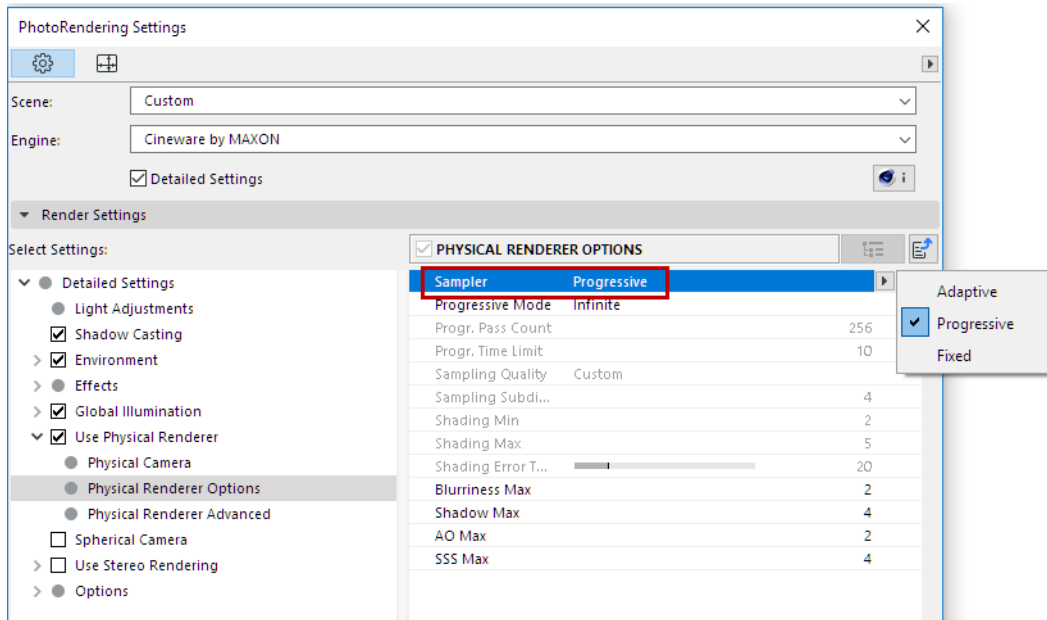 PhotoRendering Settings
Scene: Custom
Engine: Cineware by MAXON
Detailed Settings
i
Render Settings
Select Settings:
PHYSICAL RENDERER OPTIONS
Detailed Settings
Light Adjustments
Shadow Casting
Environment
Effects
Global Illumination
Use Physical Renderer
Physical Camera
Physical Renderer Options
Physical Renderer Advanced
Spherical Camera
Use Stereo Rendering
Options
Sampler Progressive
Progressive Mode Infinite
Progr. Pass Count 256
Progr. Time Limit 10
Sampling Quality Custom
Sampling Subdi... 4
Shading Min 2
Shading Max 5
Shading Error T... 20
Blurriness Max 2
Shadow Max 4
AO Max 2
SSS Max 4
Adaptive
Progressive
Fixed